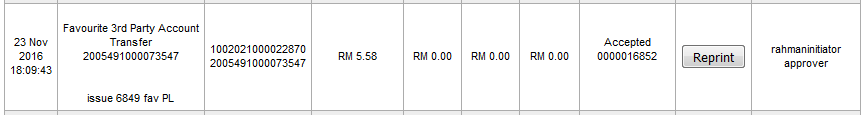 23 Nov
2016
18:09:43
Favourite 3rd Party Account
Transfer
2005491000073547
issue 6849 fav PL
1002021000022870
2005491000073547
RM 5.58
RM 0.00
RM 0.00
RM 0.00
Accepted
0000016852
Reprint
rahmaninitiator
approver